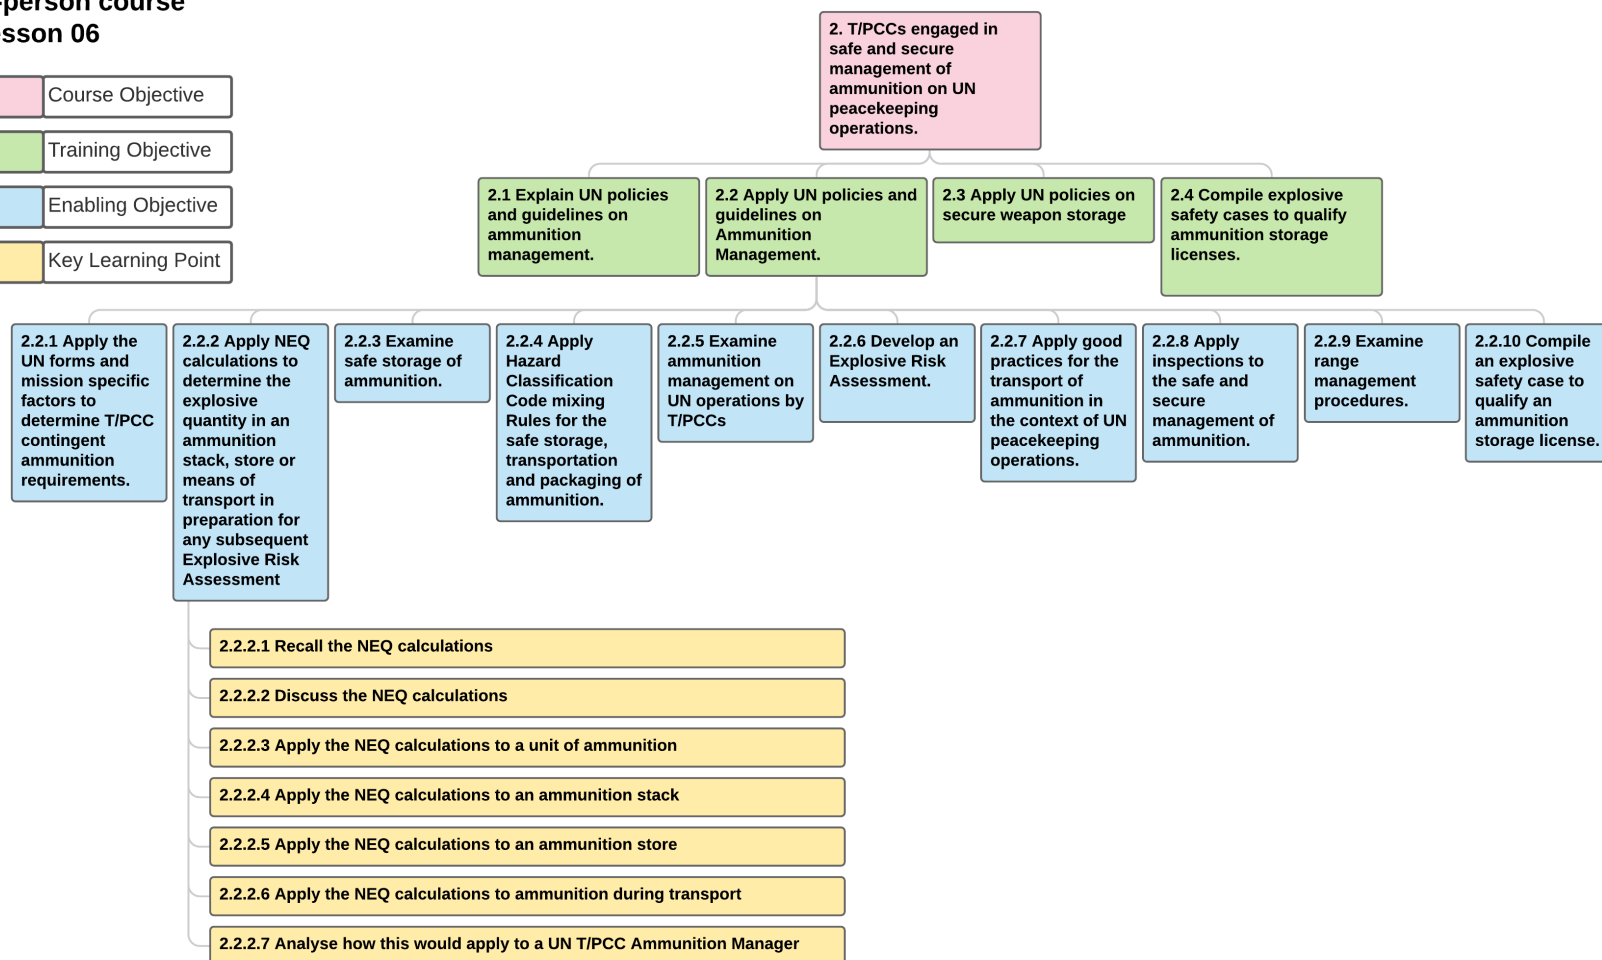 -person course
sson 06
Course Objective
Training Objective
Enabling Objective
Key Learning Point
2. T/PCCs engaged in
safe and secure
management of
ammunition on UN
peacekeeping
operations.
2.1 Explain UN policies
and guidelines on
ammunition
management.
2.2 Apply UN policies and
guidelines on
Ammunition
Management.
2.3 Apply UN policies on
secure weapon storage
2.4 Compile explosive
safety cases to qualify
ammunition storage
licenses.
2.2.1 Apply the
UN forms and
mission specific
factors to
determine T/PCC
contingent
ammunition
requirements.
2.2.2 Apply NEQ
calculations to
determine the
explosive
quantity in an
ammunition
stack, store or
means of
transport in
preparation for
any subsequent
Explosive Risk
Assessment
2.2.3 Examine
safe storage of
ammunition.
2.2.4 Apply
Hazard
Classification
Code mixing
Rules for the
safe storage,
transportation
and packaging of
ammunition.
2.2.5 Examine
ammunition
management on
UN operations by
T/PCCs
2.2.6 Develop an
Explosive Risk
Assessment.
2.2.7 Apply good
practices for the
transport of
ammunition in
the context of UN
peacekeeping
operations.
2.2.8 Apply
inspections to
the safe and
secure
management of
ammunition.
2.2.9 Examine
range
management
procedures.
2.2.10 Compile
an explosive
safety case to
qualify an
ammunition
storage license.
2.2.2.1 Recall the NEQ calculations
2.2.2.2 Discuss the NEQ calculations
2.2.2.3 Apply the NEQ calculations to a unit of ammunition
2.2.2.4 Apply the NEQ calculations to an ammunition stack
2.2.2.5 Apply the NEQ calculations to an ammunition store
2.2.2.6 Apply the NEQ calculations to ammunition during transport
2.2.2.7 Analyse how this would apply to a UN T/PCC Ammunition Manager